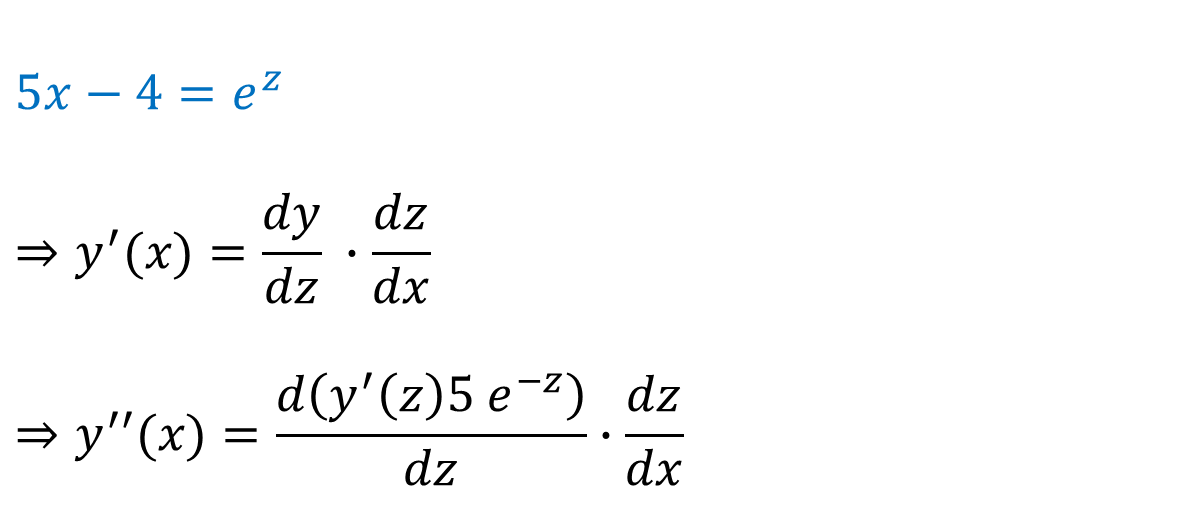 5x − 4 = e^z
⇒ y′(x) = dy/dz · dz/dx
⇒ y′′(x) = d(y′(z)5 e^−z)/dz · dz/dx